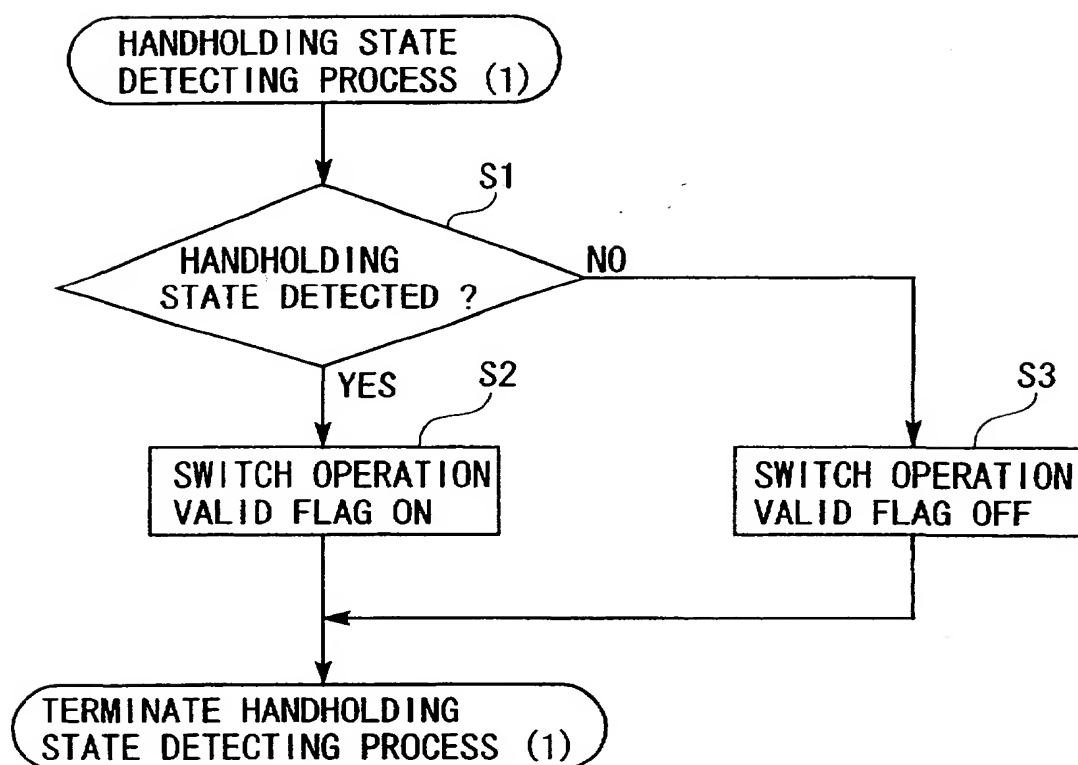 HANDHOLDING STATE
DETECTING PROCESS (1)
S1
HANDHOLDING
STATE DETECTED ?
NO
YES
S2
S3
SWITCH OPERATION
VALID FLAG ON
SWITCH OPERATION
VALID FLAG OFF
TERMINATE HANDHOLDING
STATE DETECTING PROCESS (1)